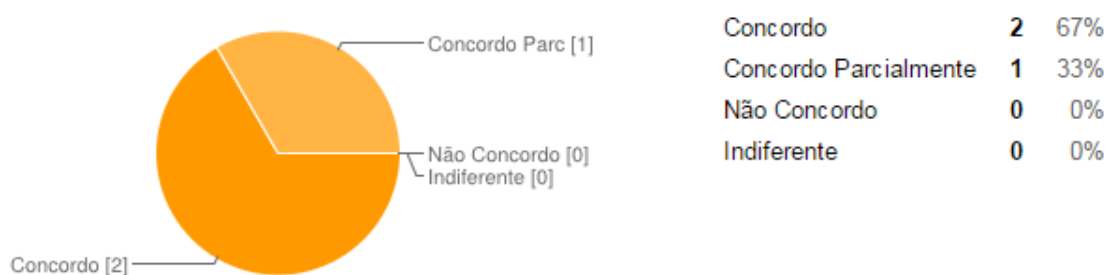 Concordo Parc [1]
Não Concordo [0]
Indiferente [0]
Concordo [2]
Concordo 2 67%
Concordo Parcialmente 1 33%
Não Concordo 0 0%
Indiferente 0 0%